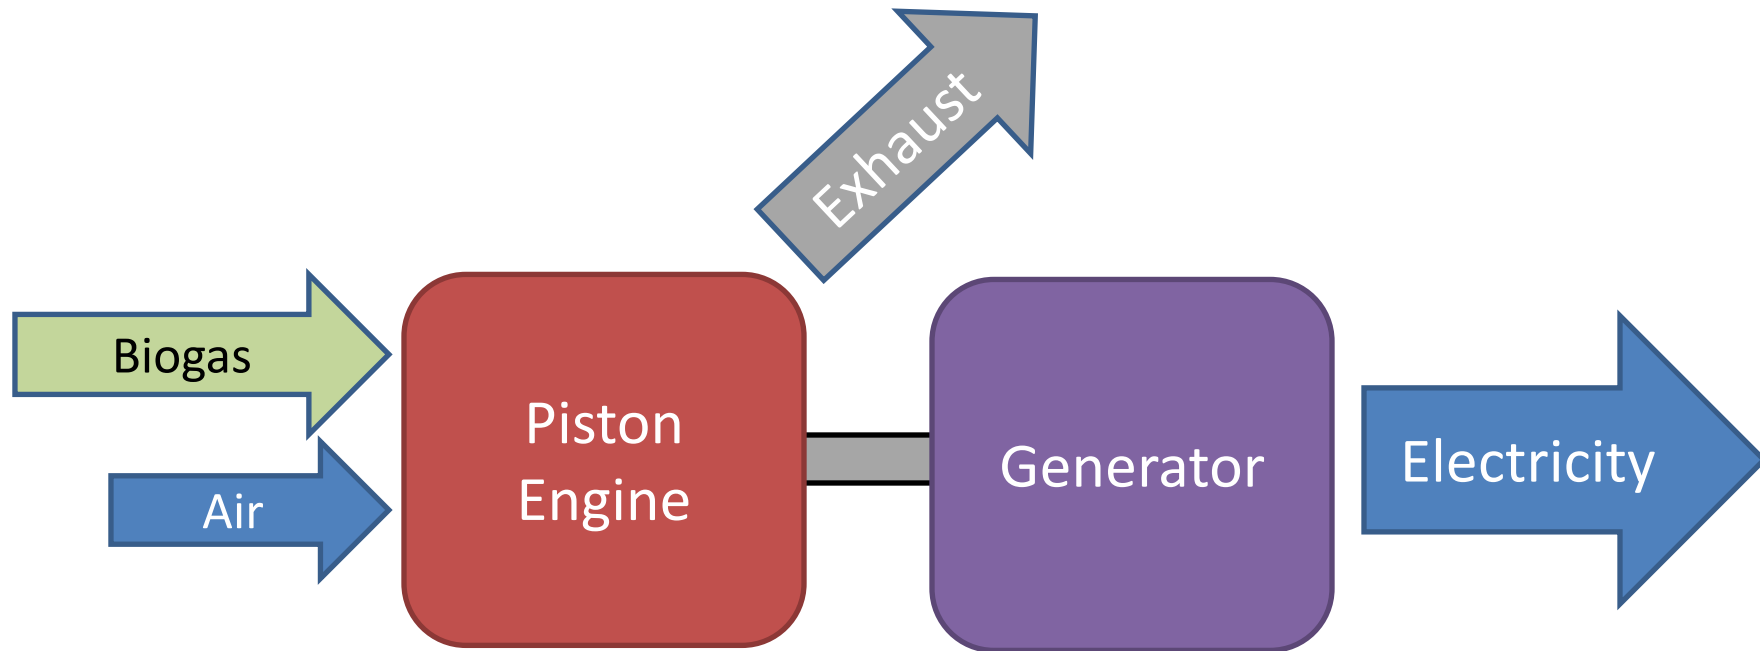 Exhaust
Biogas
Air
Piston
Engine
Generator
Electricity